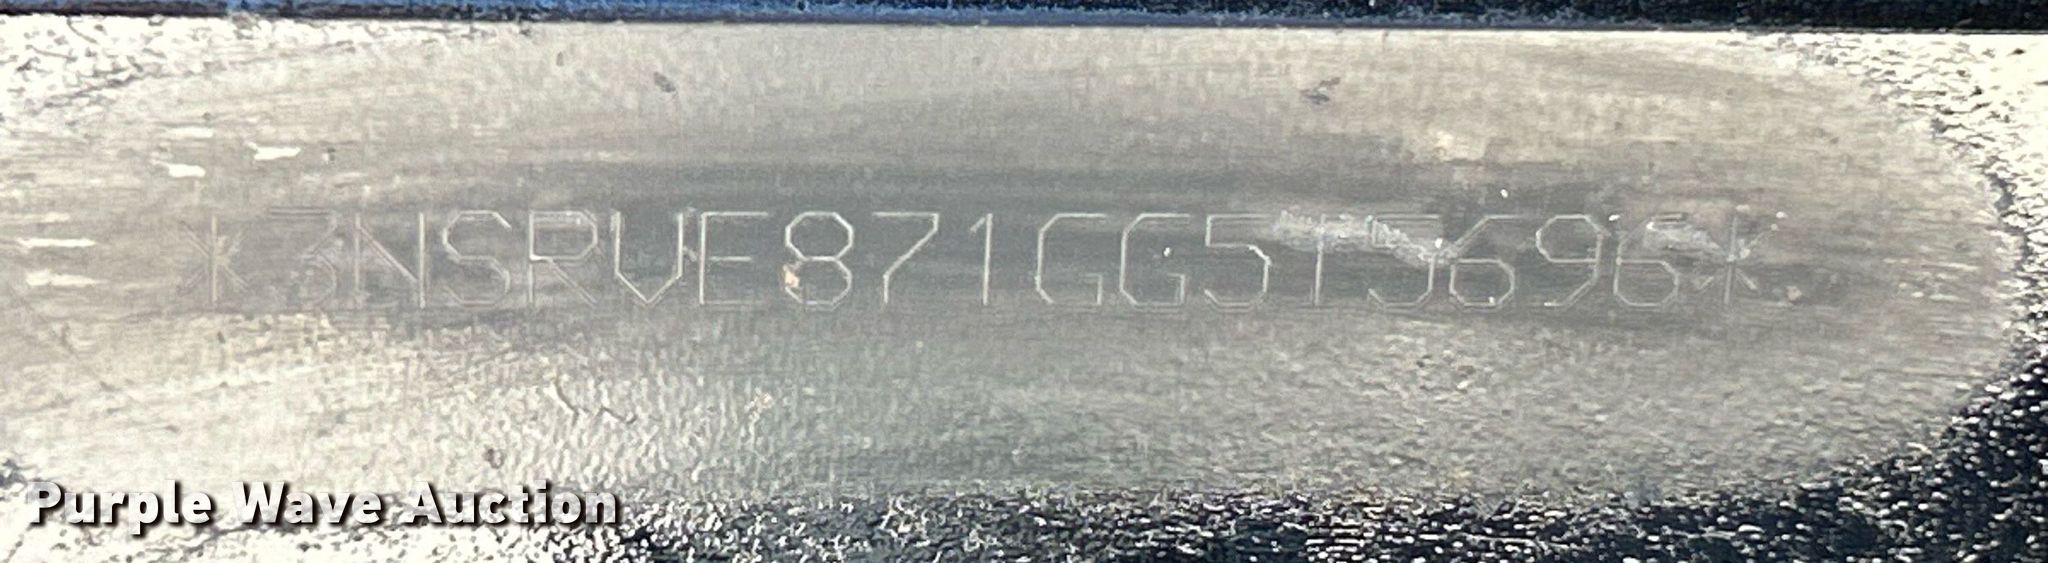 *3NSRVE871GG515696*
Purple Wave Auction